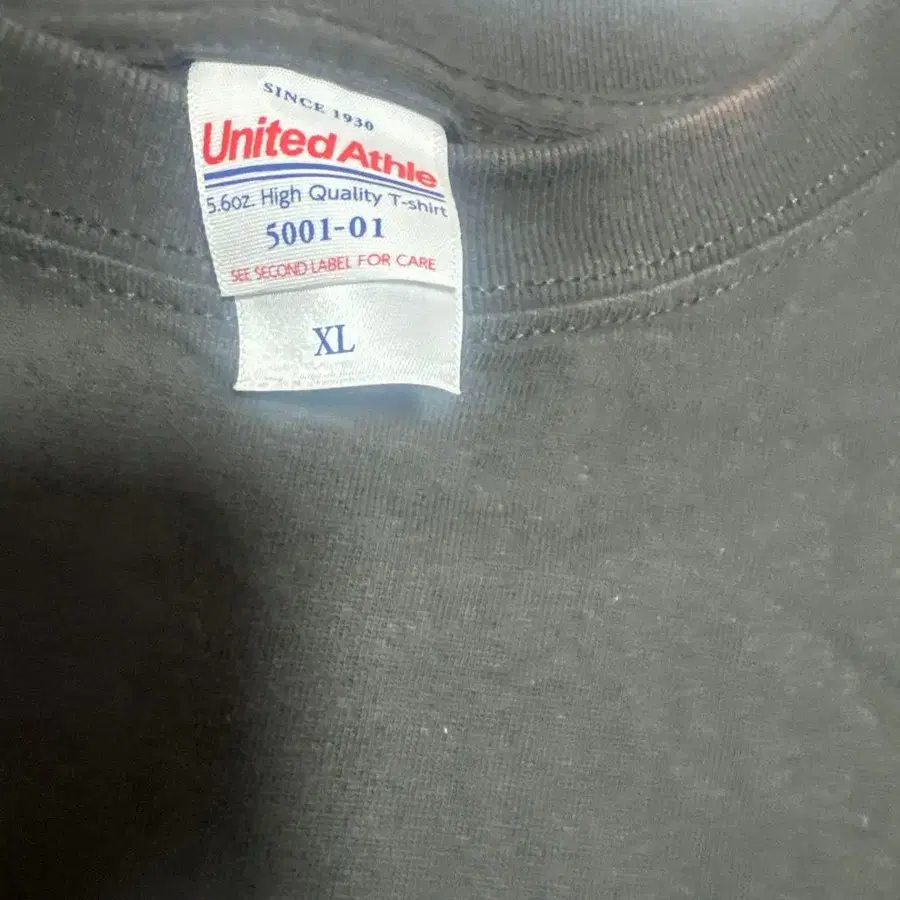 SINCE 1930
United Athle
5.6oz. High Quality T-shirt
5001-01
SEE SECOND LABEL FOR CARE
XL